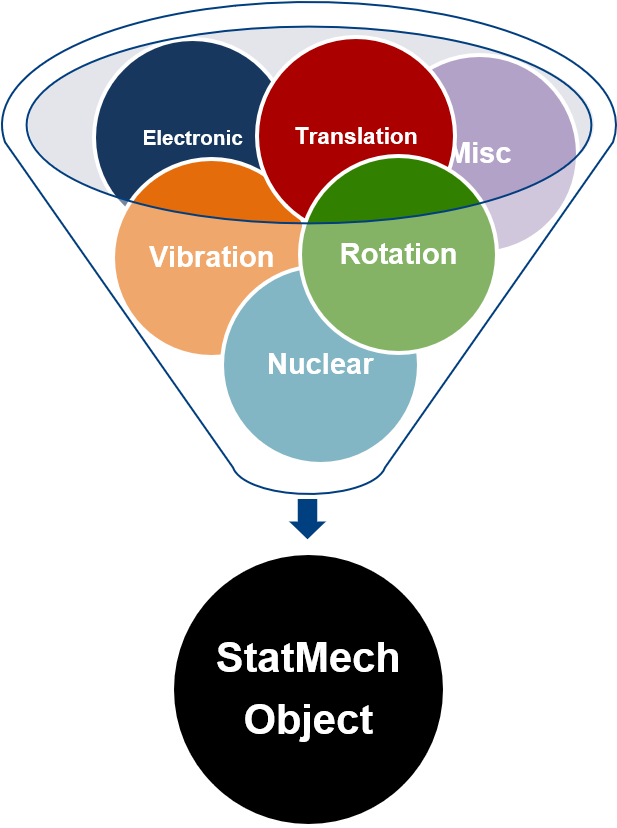 Electronic
Translation
Misc
Vibration
Rotation
Nuclear
StatMech
Object